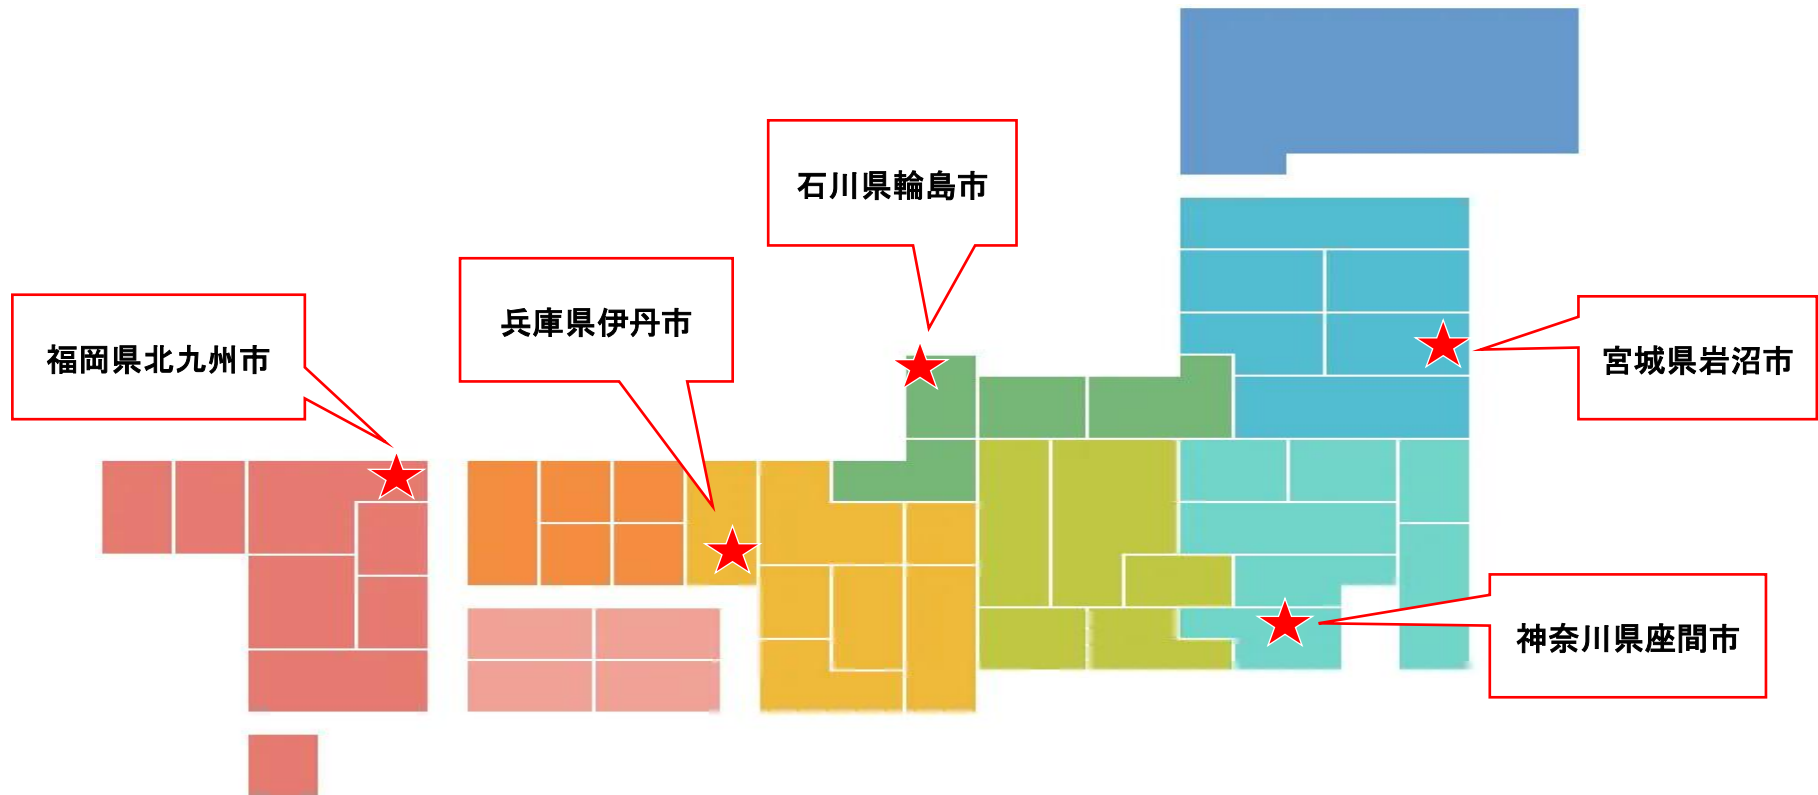 石川県輪島市
兵庫県伊丹市
福岡県北九州市
宮城県岩沼市
神奈川県座間市